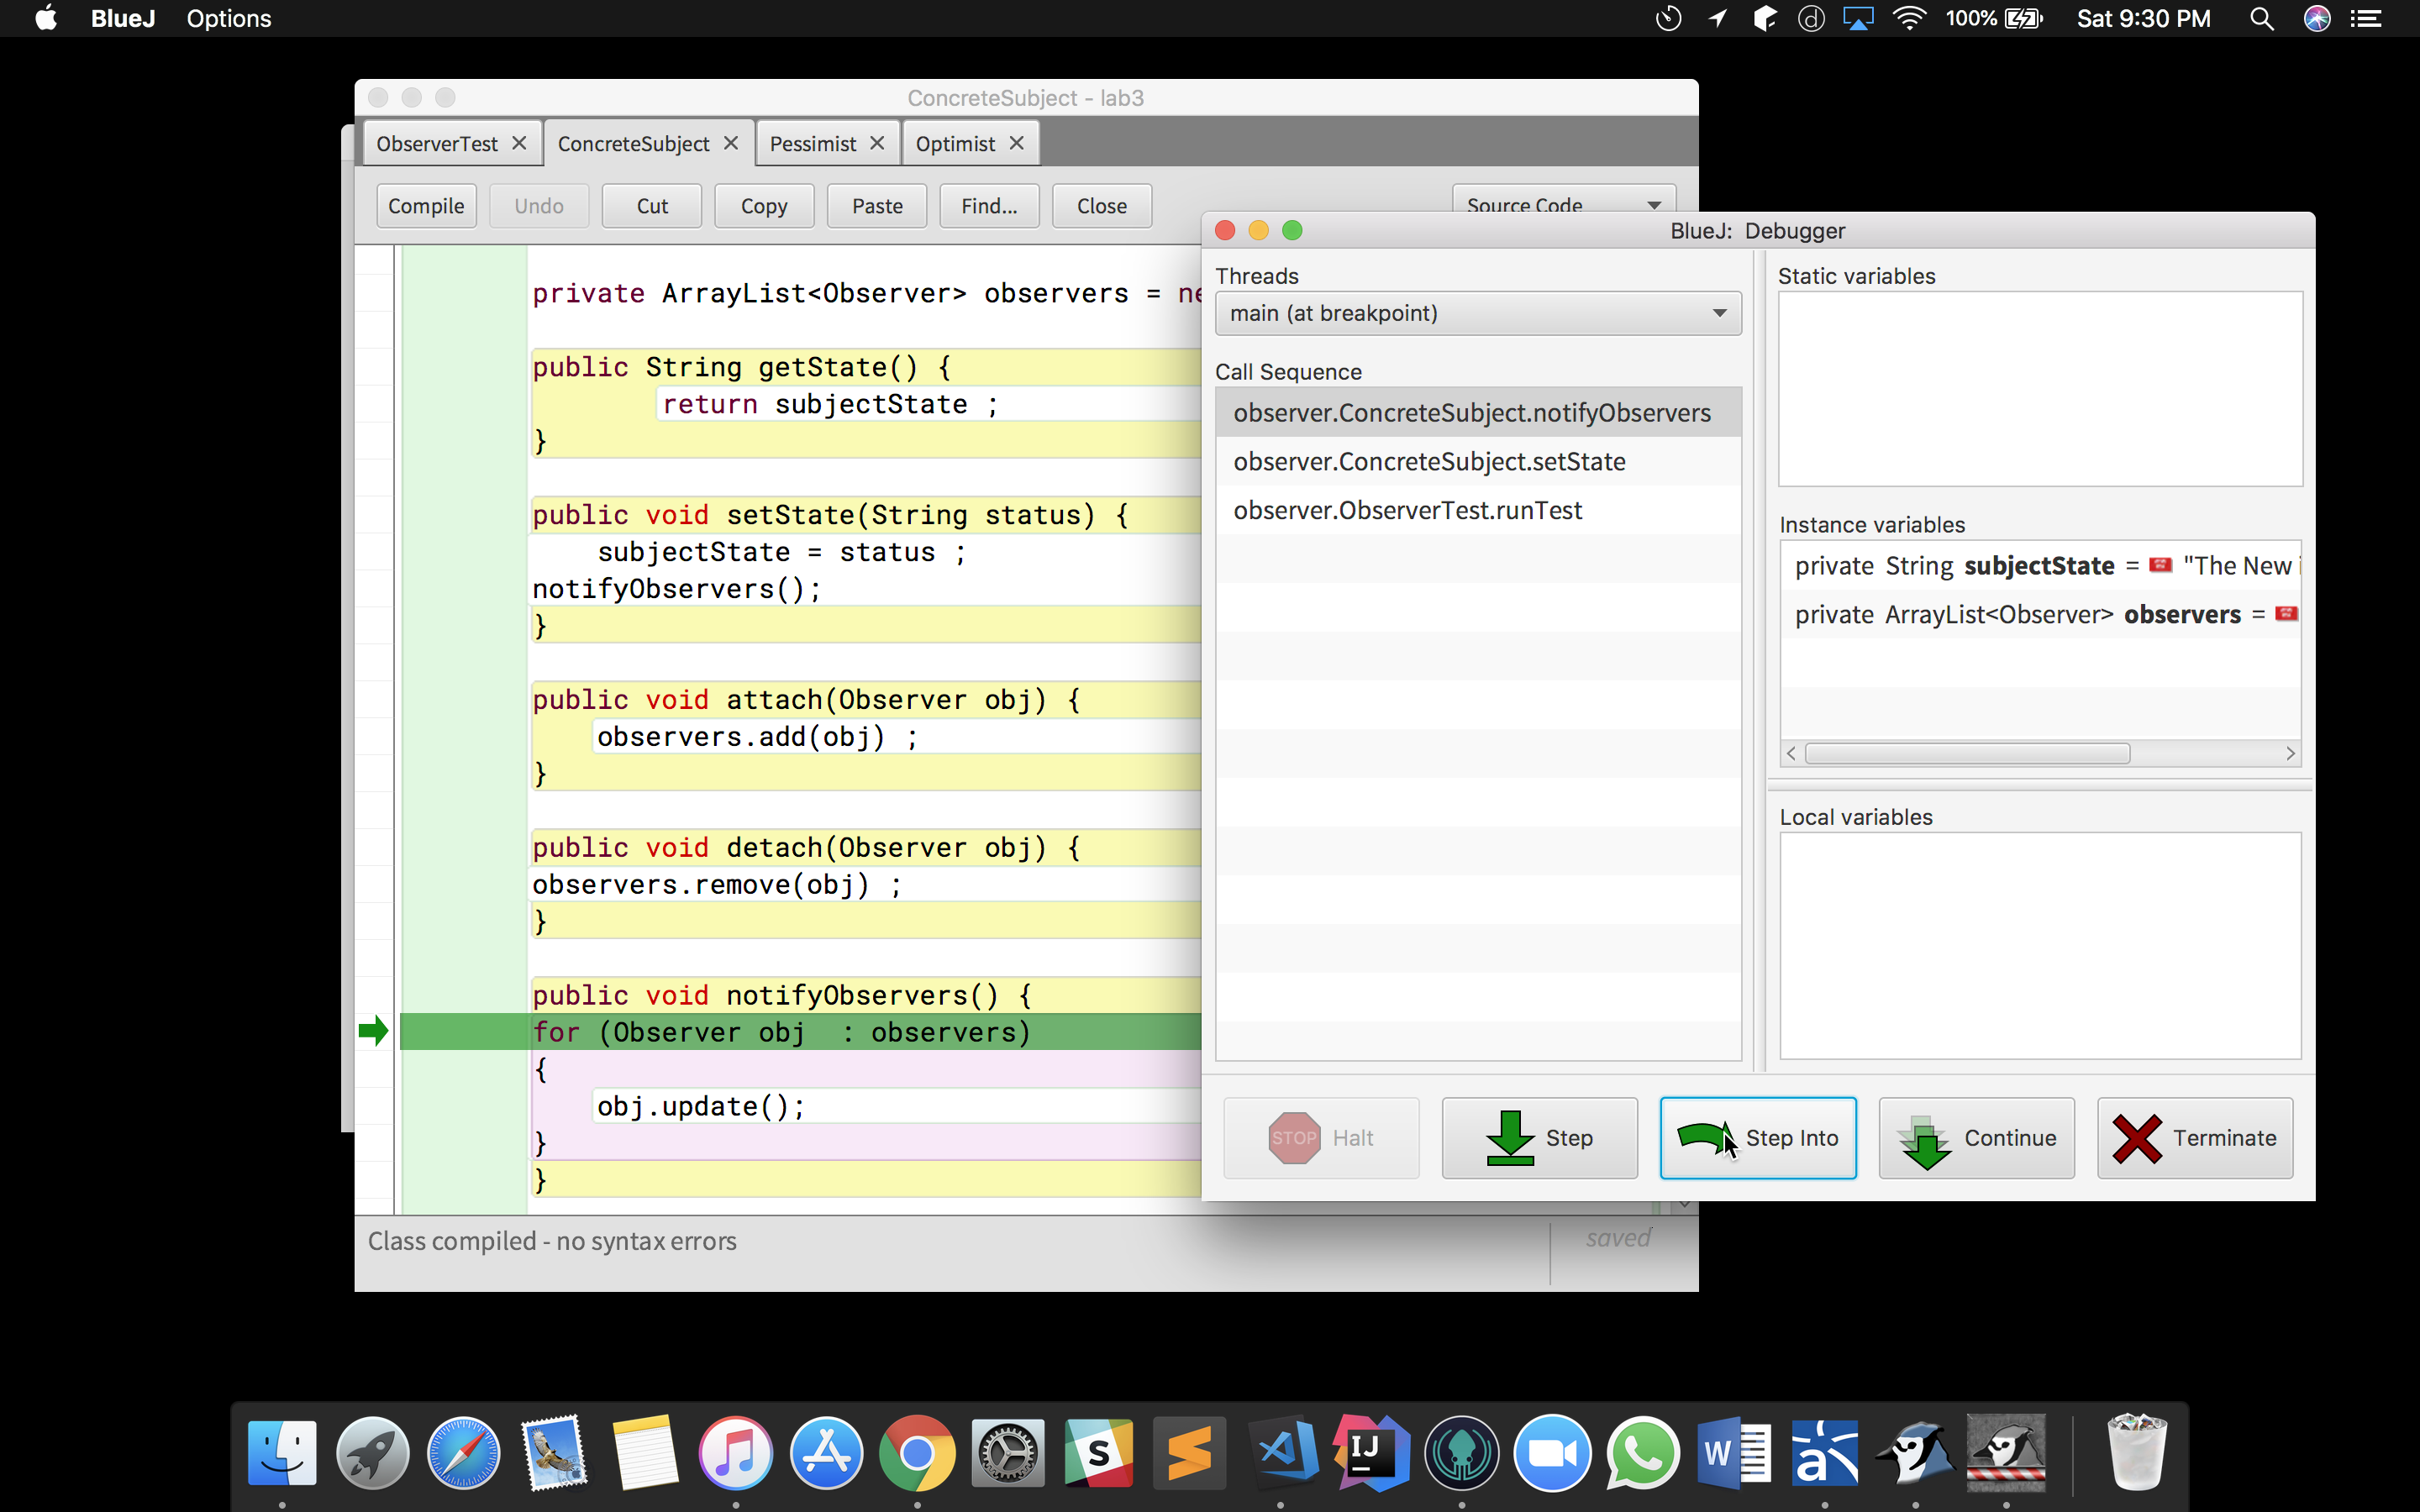 BlueJ Options
100% Sat 9:30 PM
ConcreteSubject - lab3
ObserverTest ConcreteSubject Pessimist Optimist
Compile Undo Cut Copy Paste Find... Close Source Code
private ArrayList<Observer> observers = ne
public String getState() {
return subjectState ;
}
public void setState(String status) {
subjectState = status ;
notifyObservers();
}
public void attach(Observer obj) {
observers.add(obj) ;
}
public void detach(Observer obj) {
observers.remove(obj) ;
}
public void notifyObservers() {
for (Observer obj  : observers)
{
obj.update();
}
}
Class compiled - no syntax errors
saved
BlueJ: Debugger
Threads
main (at breakpoint)
Call Sequence
observer.ConcreteSubject.notifyObservers
observer.ConcreteSubject.setState
observer.ObserverTest.runTest
Static variables
Instance variables
private String subjectState = "The New i
private ArrayList<Observer> observers =
Local variables
STOP Halt
Step
Step Into
Continue
Terminate
S
IJ
W
a